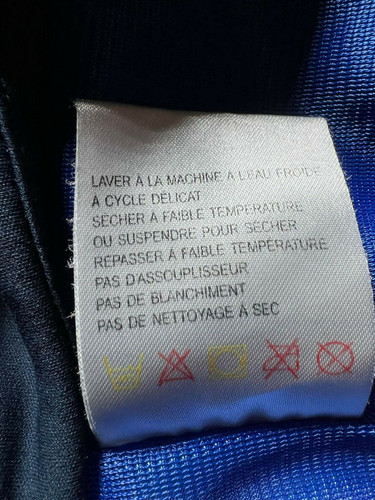 LAVER À LA MACHINE À L'EAU FROIDE
À CYCLE DÉLICAT
SÉCHER À FAIBLE TEMPÉRATURE
OU SUSPENDRE POUR SÉCHER
REPASSER À FAIBLE TEMPÉRATURE
PAS D'ASSOUPLISSEUR
PAS DE BLANCHIMENT
PAS DE NETTOYAGE À SEC